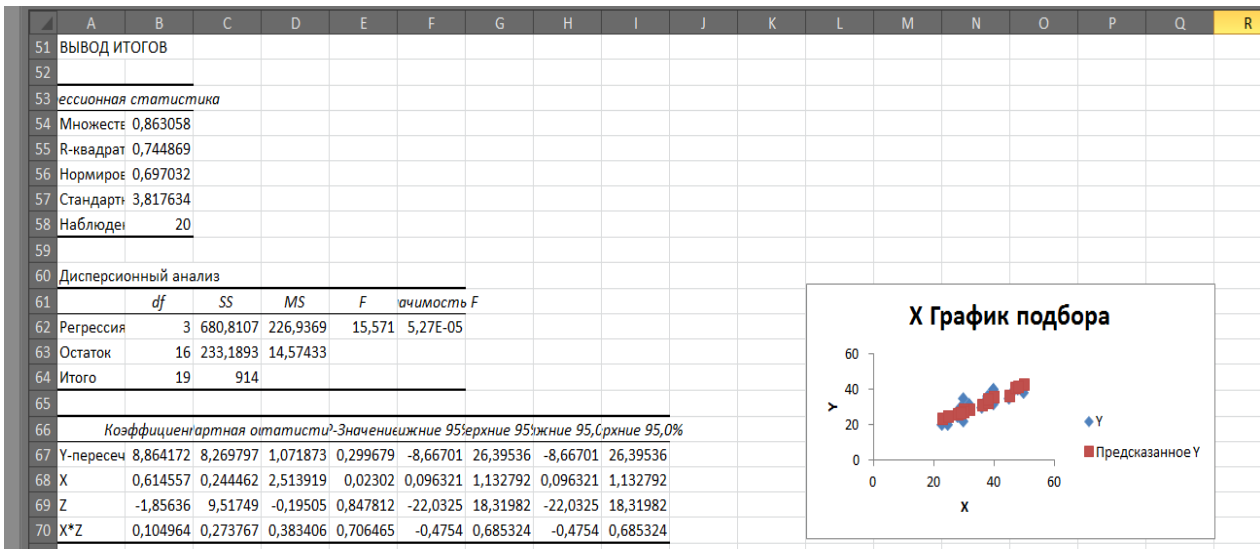 A B C D E F G H I J K L M N O P Q R
51 ВЫВОД ИТОГОВ
52
53 ессионная статистика
54 Множеств 0,863058
55 R-квадрат 0,744869
56 Нормиров 0,697032
57 Стандартн 3,817634
58 Наблюден 20
59
60 Дисперсионный анализ
61 df SS MS F ачимость F
62 Регрессия 3 680,8107 226,9369 15,571 5,27E-05
63 Остаток 16 233,1893 14,57433
64 Итого 19 914
65
66 Коэффициент артная о татисти P-Значение ижние 95% ерхние 95% жние 95,0 рхние 95,0%
67 Y-пересеч 8,864172 8,269797 1,071873 0,299679 -8,66701 26,39536 -8,66701 26,39536
68 X 0,614557 0,244462 2,513919 0,02302 0,096321 1,132792 0,096321 1,132792
69 Z -1,85636 9,51749 -0,19505 0,847812 -22,0325 18,31982 -22,0325 18,31982
70 X*Z 0,104964 0,273767 0,383406 0,706465 -0,4754 0,685324 -0,4754 0,685324
X График подбора
60
40
20
0
Y
0 20 40 60
X
Y
Предсказанное Y